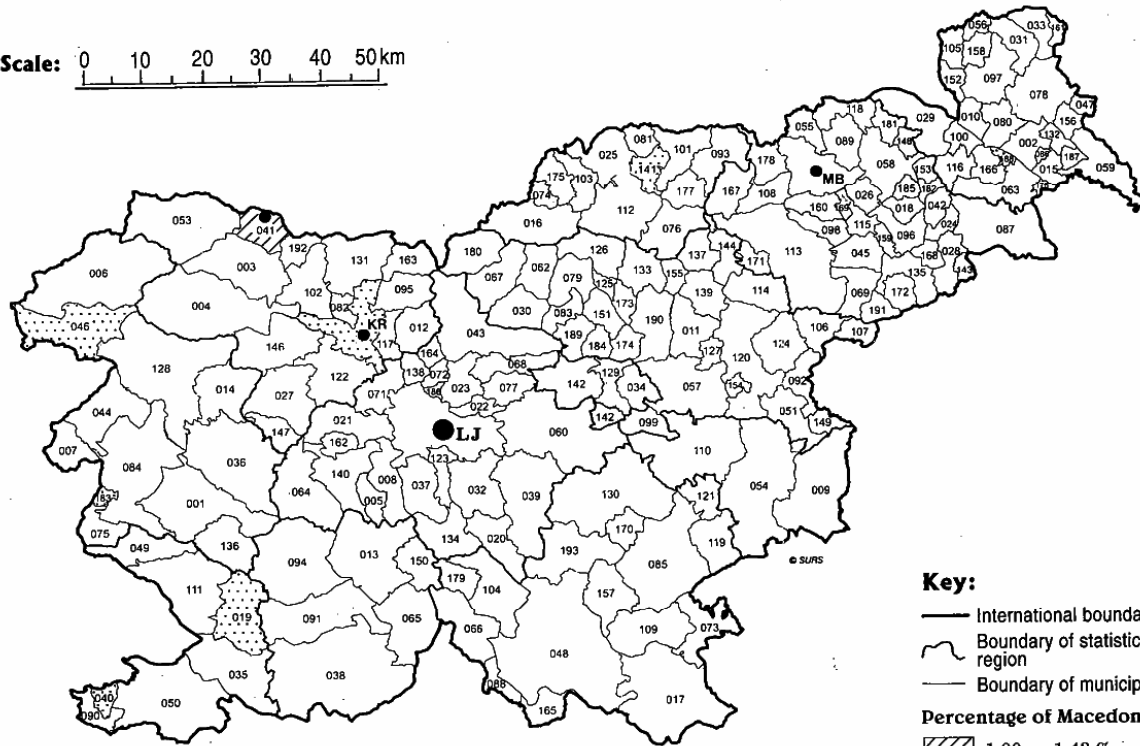 Scale: 0 10 20 30 40 50 km
056 033 161
105 158 031
152 097
078
047
118 029 010 080 156
055 181 132
081 089 148 100 002
025 101 093 178 058 153 116 166 015 187 059
175 103 141 MB 063
074 177 167 108 185 182
112 160 169 026 018 042
053 016 076 098 115 024 087
041 159 096
192 131 163 180 126 137 144 113 045 168 028
003 062 133 171 135 143
006 067 079 155
102 095 125 139 114 069 172
004 082 030 083 151 173 191
046 KR 012 043 190 011 106 107
146 117 189 184 174 124
128 164 127 120
138 072 068 129
122 188 023 077 142 034 057 154 092
014 027 071 022 051
044 021 142 099 149
147 LJ 060
007 162 123 110
084 036 140 008 037 032 039 130 054 009
183 001 064 005 121
075 170
049 136 134 020 193 119
094 013 150 085
179 104
111 157
019 091 065 066 109 073
048
035 038
040 050 088 017
090 165
© SURS
Key:
International bounda
Boundary of statistic
region
Boundary of municip
Percentage of Macedon